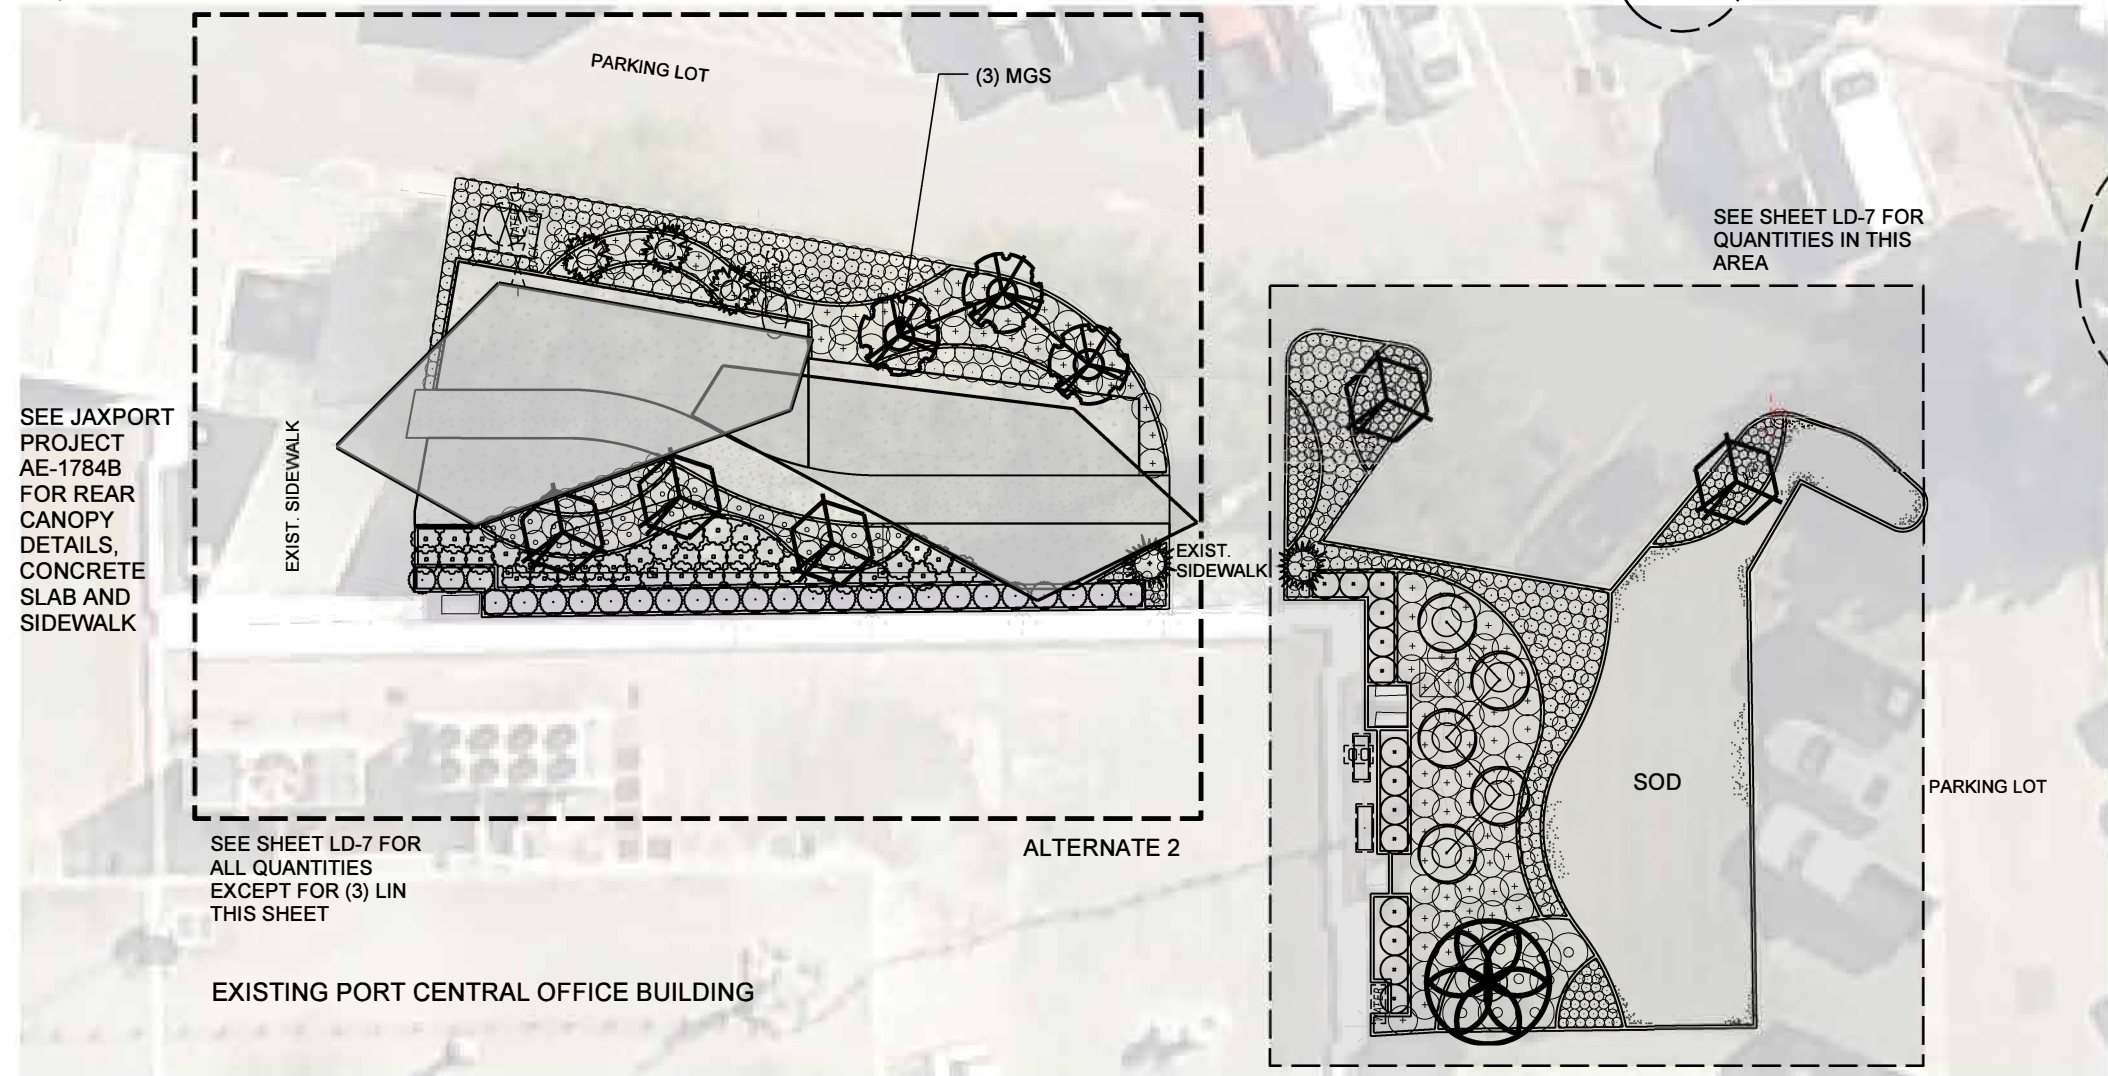 PARKING LOT
(3) MGS
SEE SHEET LD-7 FOR
QUANTITIES IN THIS
AREA
SEE JAXPORT
PROJECT
AE-1784B
FOR REAR
CANOPY
DETAILS,
CONCRETE
SLAB AND
SIDEWALK
EXIST. SIDEWALK
EXIST.
SIDEWALK
SOD
PARKING LOT
SEE SHEET LD-7 FOR
ALL QUANTITIES
EXCEPT FOR (3) LIN
THIS SHEET
ALTERNATE 2
EXISTING PORT CENTRAL OFFICE BUILDING